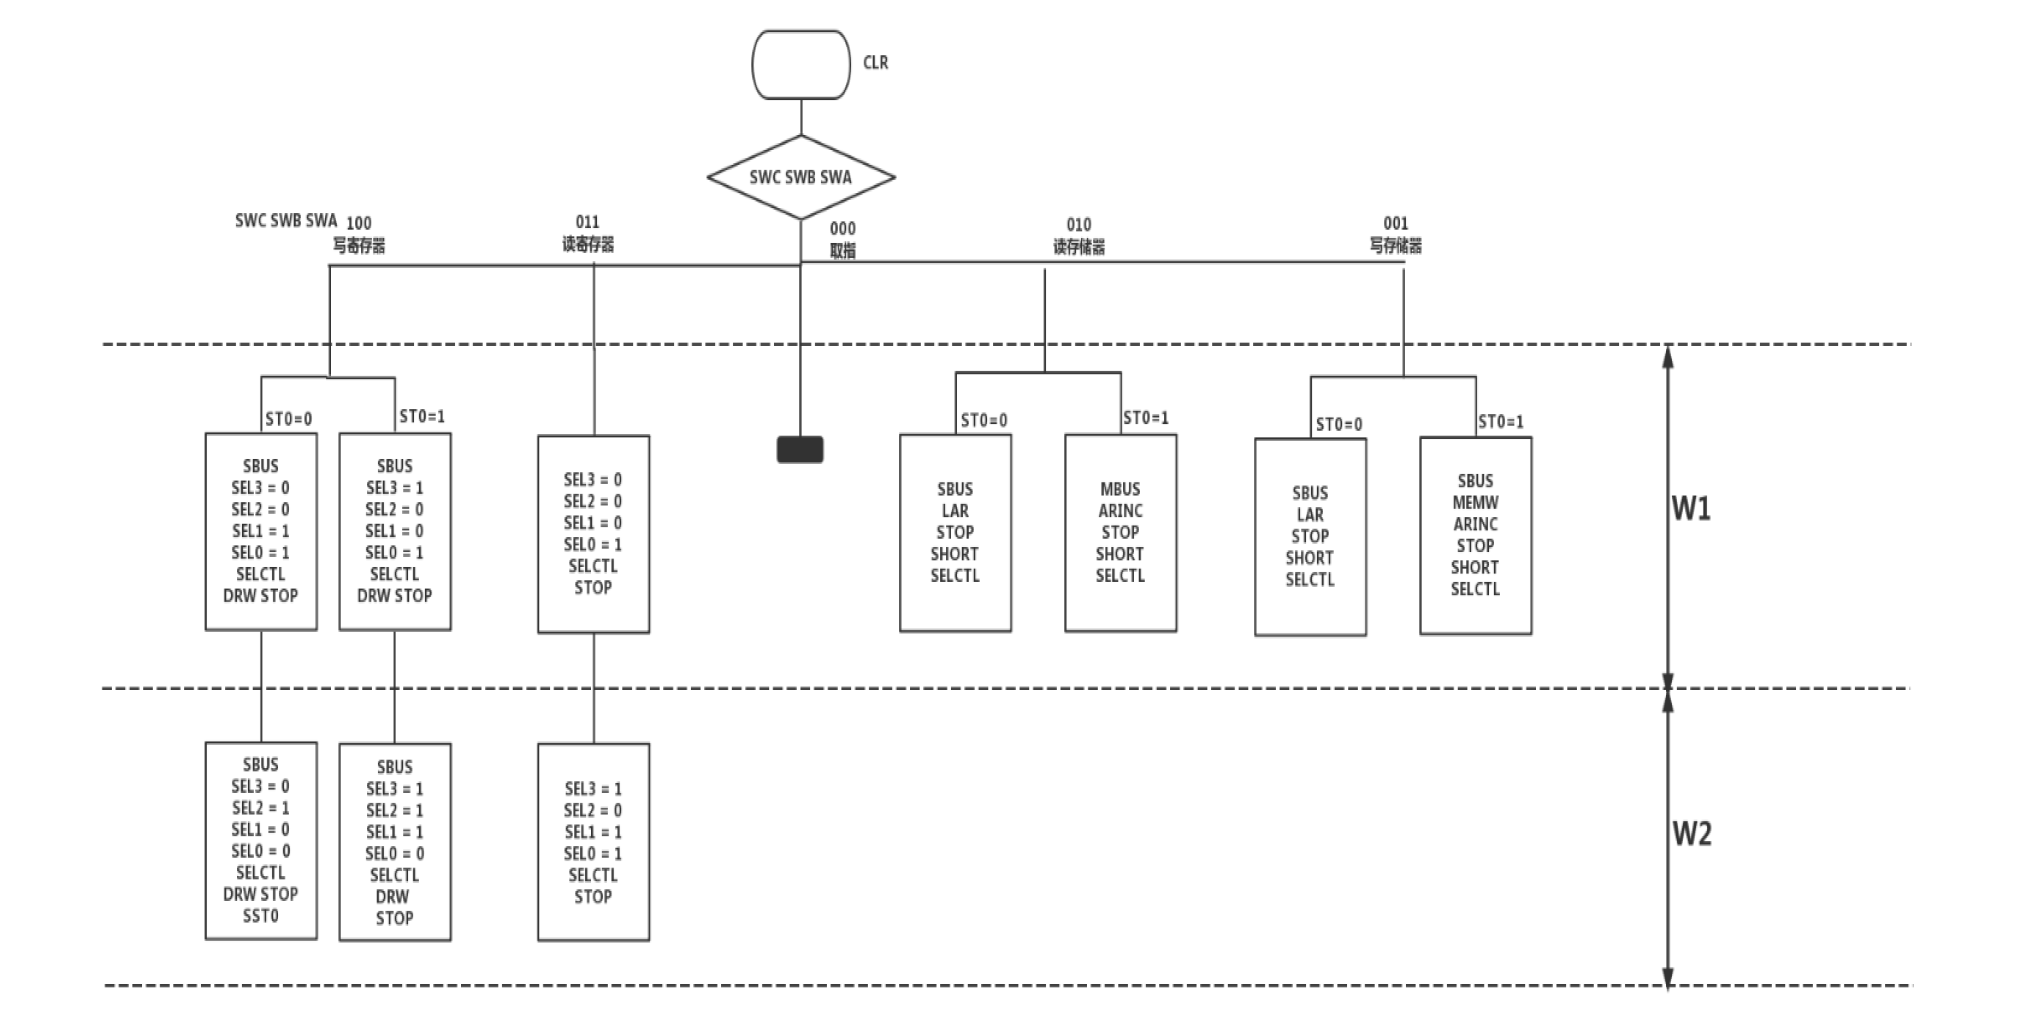 CLR
SWC SWB SWA
SWC SWB SWA
100
写寄存器
011
读寄存器
000
取指
010
读存储器
001
写存储器
ST0=0
SBUS
SEL3 = 0
SEL2 = 0
SEL1 = 1
SEL0 = 1
SELCTL
DRW STOP
ST0=1
SBUS
SEL3 = 1
SEL2 = 0
SEL1 = 0
SEL0 = 1
SELCTL
DRW STOP
SEL3 = 0
SEL2 = 0
SEL1 = 0
SEL0 = 1
SELCTL
STOP
ST0=0
SBUS
LAR
STOP
SHORT
SELCTL
ST0=1
MBUS
ARINC
STOP
SHORT
SELCTL
ST0=0
SBUS
LAR
STOP
SHORT
SELCTL
ST0=1
SBUS
MEMW
ARINC
STOP
SHORT
SELCTL
W1
SBUS
SEL3 = 0
SEL2 = 1
SEL1 = 0
SEL0 = 0
SELCTL
DRW STOP
SST0
SBUS
SEL3 = 1
SEL2 = 1
SEL1 = 1
SEL0 = 0
SELCTL
DRW
STOP
SEL3 = 1
SEL2 = 0
SEL1 = 1
SEL0 = 1
SELCTL
STOP
W2